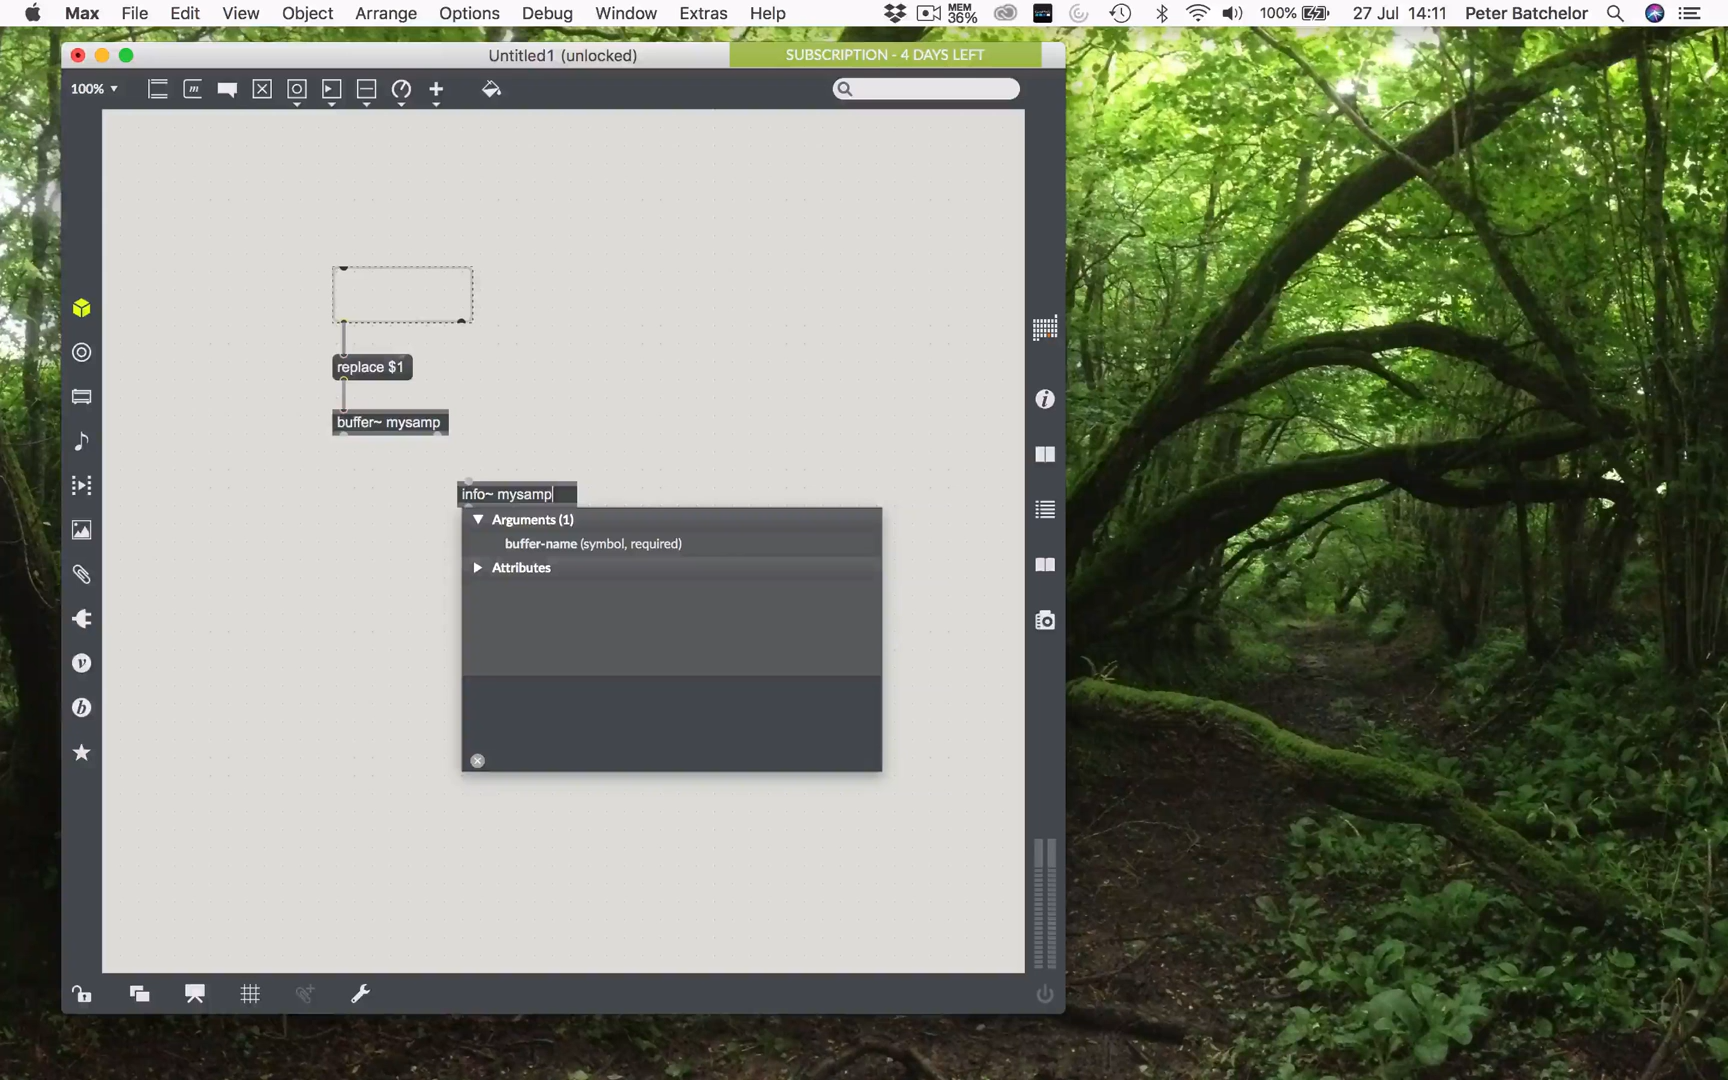 Max File Edit View Object Arrange Options Debug Window Extras Help MEM 36% 100% 27 Jul 14:11 Peter Batchelor
Untitled1 (unlocked) SUBSCRIPTION - 4 DAYS LEFT
100%
m
replace $1
buffer~ mysamp
info~ mysamp
Arguments (1)
buffer-name (symbol, required)
Attributes
i
v
b